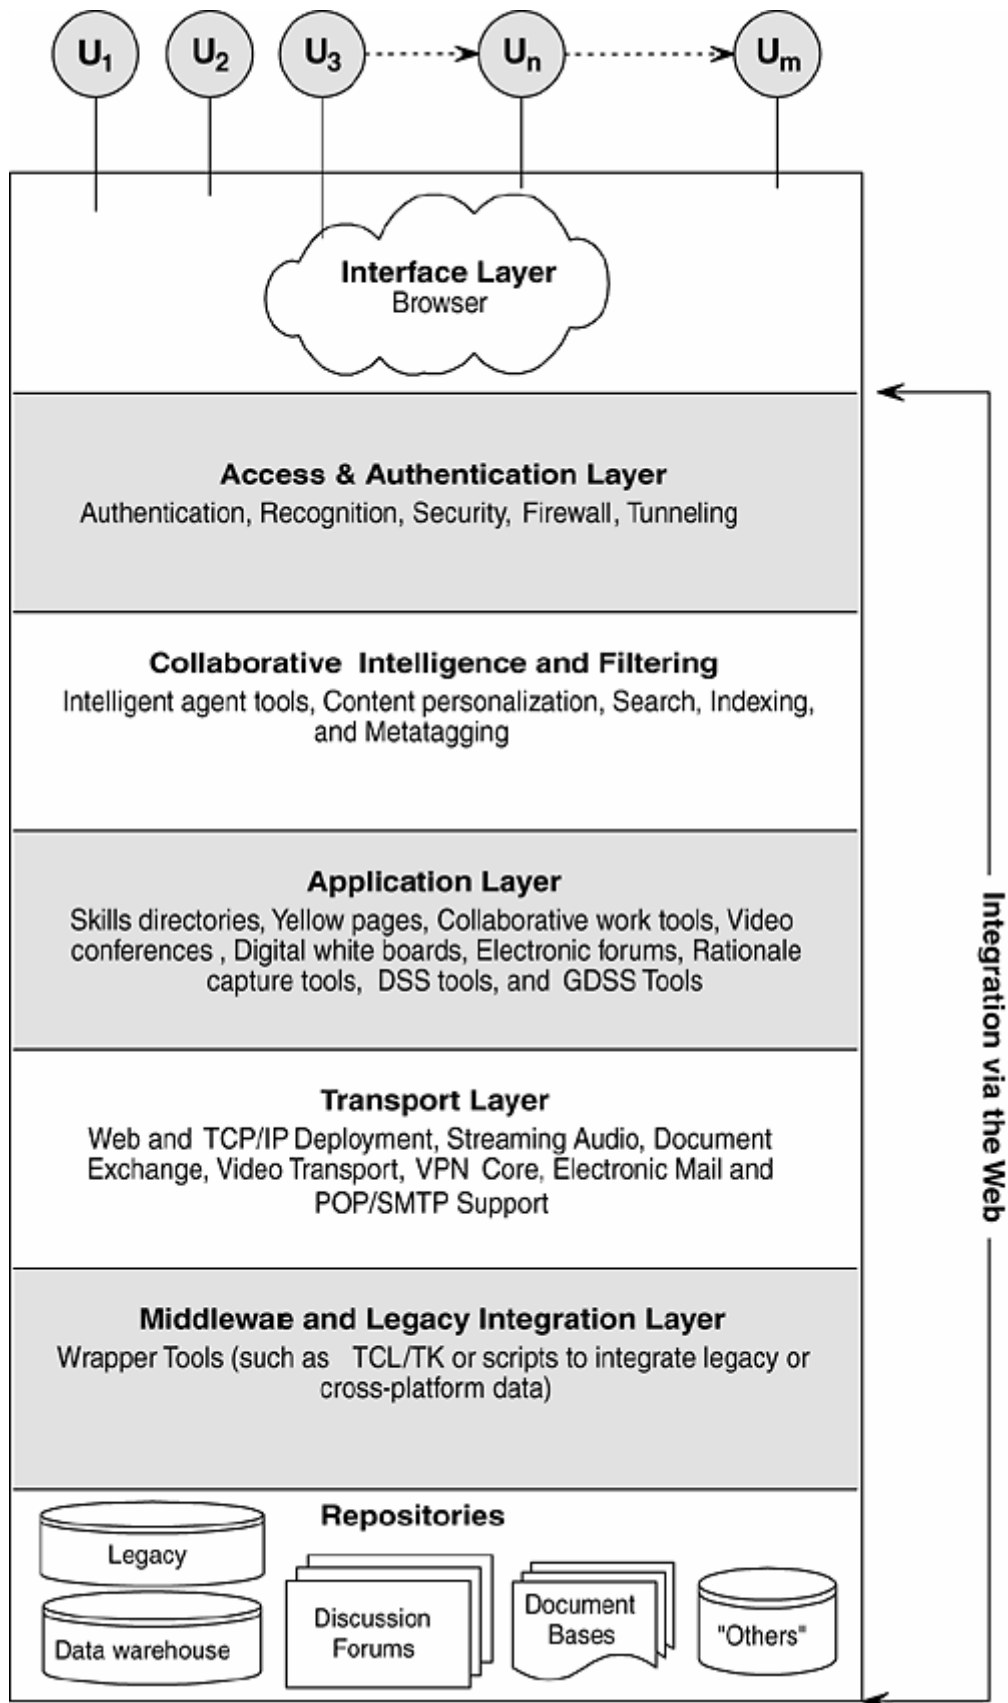 U1 U2 U3 Un Um
Interface Layer
Browser
Access & Authentication Layer
Authentication, Recognition, Security, Firewall, Tunneling
Collaborative Intelligence and Filtering
Intelligent agent tools, Content personalization, Search, Indexing,
and Metatagging
Application Layer
Skills directories, Yellow pages, Collaborative work tools, Video
conferences , Digital white boards, Electronic forums, Rationale
capture tools, DSS tools, and GDSS Tools
Transport Layer
Web and TCP/IP Deployment, Streaming Audio, Document
Exchange, Video Transport, VPN Core, Electronic Mail and
POP/SMTP Support
Middleware and Legacy Integration Layer
Wrapper Tools (such as TCL/TK or scripts to integrate legacy or
cross-platform data)
Repositories
Legacy
Data warehouse
Discussion
Forums
Document
Bases
"Others"
Integration via the Web